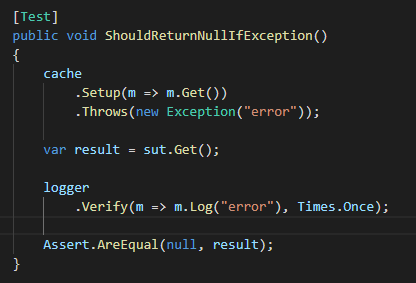 [Test]
public void ShouldReturnNullIfException()
{
cache
.Setup(m => m.Get())
.Throws(new Exception("error"));
var result = sut.Get();
logger
.Verify(m => m.Log("error"), Times.Once);
Assert.AreEqual(null, result);
}